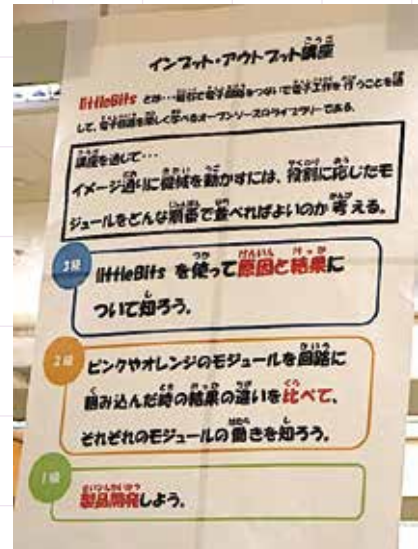 インプット・アウトプット講座
littleBits とは…磁石で電子回路をつないで電子工作を行うことを通
して、電子回路を楽しく学べるオープンソースのライブラリーである。
講座を通して…
イメージ通りに機械を動かすには、役割に応じたモ
ジュールをどんな順番で並べればよいのか 考える。
3級
littleBits を使って原因と結果に
ついて知ろう。
2級
ピンクやオレンジのモジュールを回路に
組み込んだ時の結果の違いを比べて、
それぞれのモジュールの働きを知ろう。
1級
製品開発しよう。